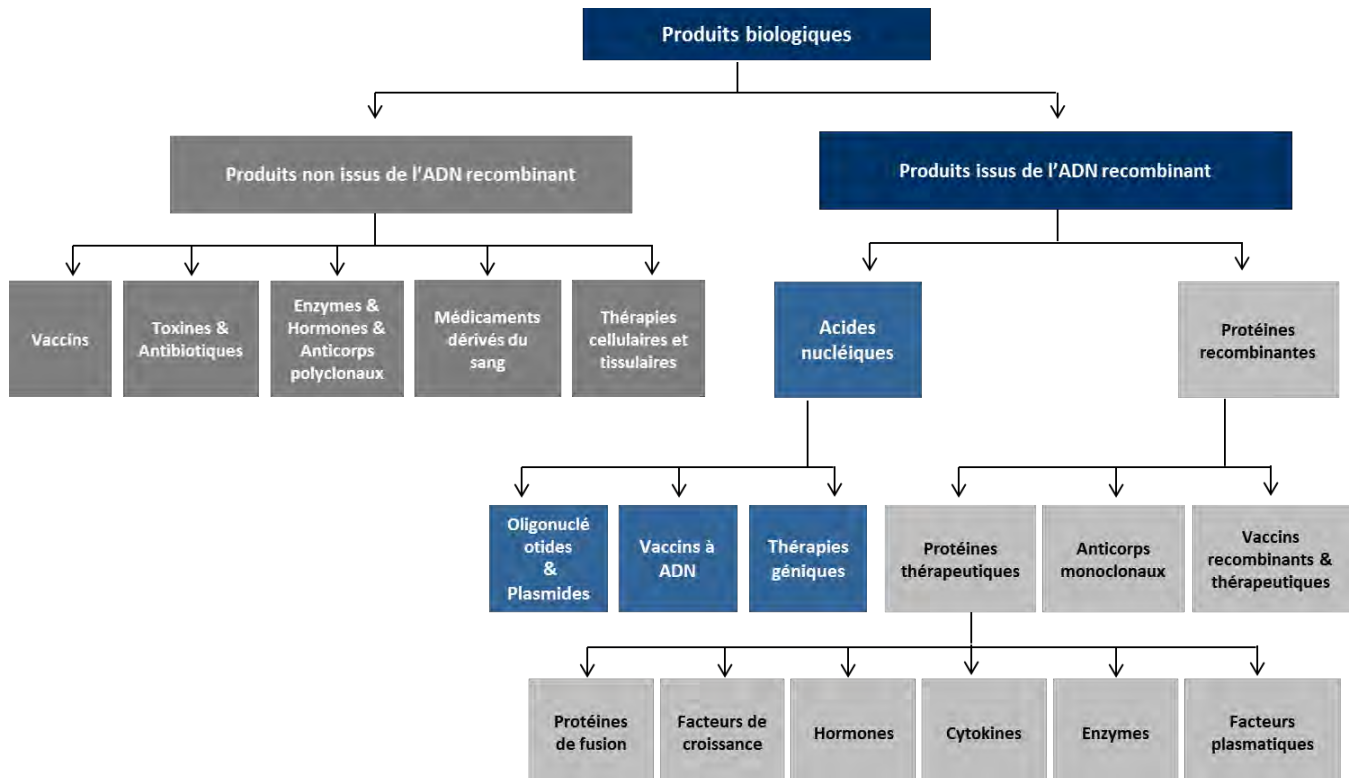 Produits biologiques
Produits non issus de l'ADN recombinant
Produits issus de l'ADN recombinant
Vaccins
Toxines &
Antibiotiques
Enzymes &
Hormones &
Anticorps
polyclonaux
Médicaments
dérivés du
sang
Thérapies
cellulaires et
tissulaires
Acides
nucléiques
Protéines
recombinantes
Oligonuclé
otides
&
Plasmides
Vaccins à
ADN
Thérapies
géniques
Protéines
thérapeutiques
Anticorps
monoclonaux
Vaccins
recombinants &
thérapeutiques
Protéines
de fusion
Facteurs de
croissance
Hormones
Cytokines
Enzymes
Facteurs
plasmatiques